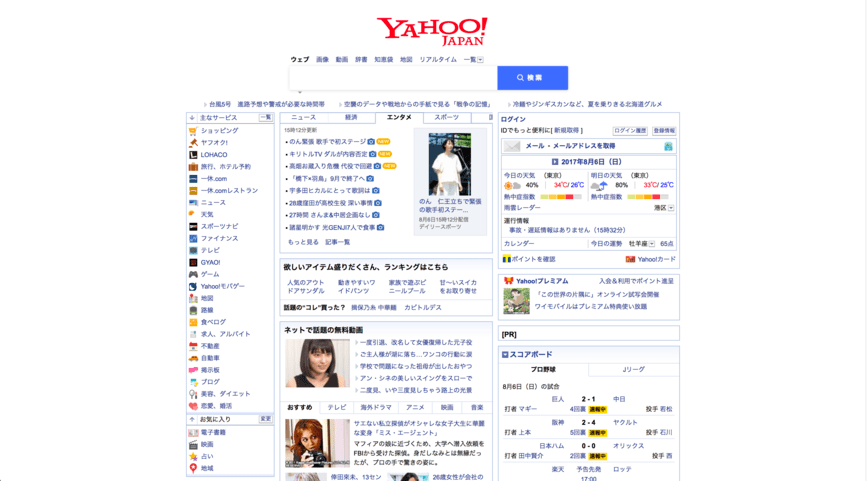 YAHOO!
JAPAN
ウェブ 画像 動画 辞書 知恵袋 地図 リアルタイム 一覧
検索
台風5号 進路予想や警戒が必要な時間帯
空襲のデータや戦地からの手紙で見る「戦争の記憶」
冷麺やジンギスカンなど、夏を乗りきる北海道グルメ
主なサービス 一覧
ショッピング
ヤフオク!
LOHACO
旅行、ホテル予約
一休.com
一休.comレストラン
ニュース
天気
スポーツナビ
ファイナンス
テレビ
GYAO!
ゲーム
Yahoo!モバゲー
地図
路線
食べログ
求人、アルバイト
不動産
自動車
掲示板
ブログ
美容、ダイエット
恋愛、婚活
お気に入り 変更
電子書籍
映画
占い
地域
ニュース 経済 エンタメ スポーツ
15時12分更新
のん緊張 歌手で初ステージ NEW
キリトルTV ダルが内容否定 NEW
高畑お蔵入り危機 代役で回避 NEW
「橋下×羽鳥」9月で終了へ
宇多田ヒカルにとって歌詞は
28歳窪田が高校生役 深い事情
27時間 さんま&中居企画なし
諸星明かす 光GENJI7人で食事
もっと見る 記事一覧
のん 仁王立ちで緊張
の歌手初ステー...
8月6日15時12分配信
デイリースポーツ
欲しいアイテム盛りだくさん、ランキングはこちら
人気のアウト
ドアサンダル
動きやすいワ
イドパンツ
家族で遊ぶビ
ニールプール
甘〜いスイカ
をお取り寄せ
話題の“コレ”買った? 揖保乃糸 中華麺 カピトルデス
ネットで話題の無料動画
一度引退、改名して女優復帰した元子役
ご主人様が湖に落ち…ワンコの行動に涙
学校で問題になった祖母が出したおやつ
アン・シネの美しいスイングをスローで
二度見、いや三度見しちゃう路上の光景
おすすめ テレビ 海外ドラマ アニメ 映画 音楽
サエない私立探偵がオシャレな女子大生に華麗
な変身「ミス・エージェント」
マフィアの娘に近づくため、大学へ潜入依頼を
FBIから受けた探偵。身だしなみとは無縁だっ
たが、プロの手で驚きの姿に。
倖田來未、13セン
26歳女性が会社の
ログイン
IDでもっと便利に[ 新規取得 ] ログイン履歴 登録情報
メール - メールアドレスを取得
2017年8月6日(日)
今日の天気 (東京)
40% 34℃/ 26℃
熱中症指数
明日の天気 (東京)
80% 33℃/ 25℃
熱中症指数
雨雲レーダー 港区
運行情報
事故・遅延情報はありません(15時32分)
カレンダー 今日の運勢 牡羊座 65点
ポイントを確認 Yahoo!カード
Yahoo!プレミアム 入会&利用でポイント進呈
「この世界の片隅に」オンライン試写会開催
ワイモバイルはプレミアム特典使い放題
[PR]
スコアボード
プロ野球 Jリーグ
8月6日(日)の試合
巨人 2 - 1 中日
打者 マギー 4回裏 速報中 投手 若松
阪神 2 - 4 ヤクルト
打者 上本 5回裏 速報中 投手 石川
日本ハム 0 - 0 オリックス
打者 田中賢介 2回裏 速報中 投手 西
楽天 予告先発 ロッテ
17:00